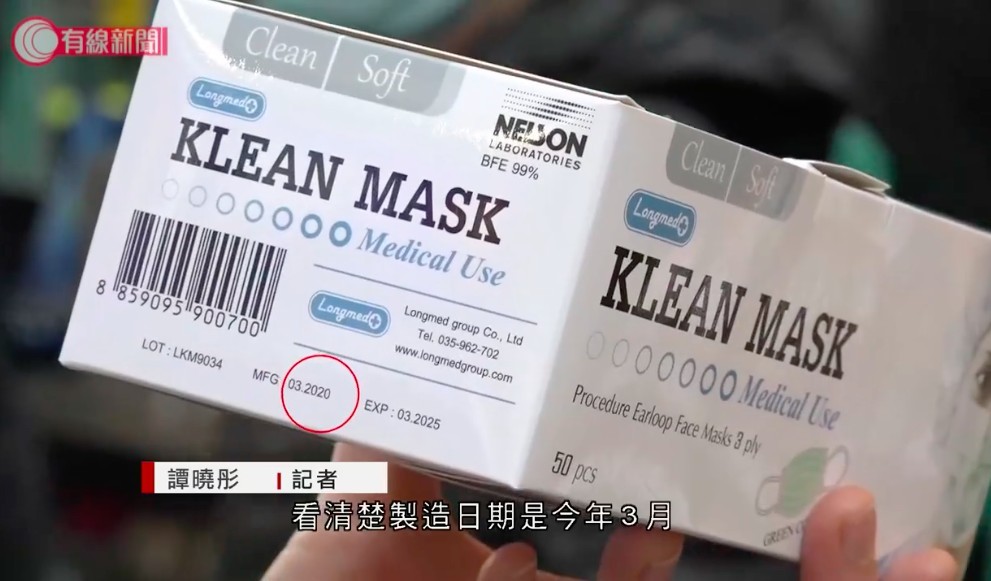 有線新聞
Clean Soft
Longmed
NELSON
LABORATORIES
BFE 99%
KLEAN MASK
Medical Use
8 859095 900700
Longmed
Longmed group Co., Ltd
Tel. 035-962-702
www.longmedgroup.com
LOT : LKM9034
MFG : 03.2020
EXP : 03.2025
Clean Soft
Longmed
KLEAN MASK
Medical Use
Procedure Earloop Face Masks 3 ply
50 pcs
GREEN
譚曉彤 記者
看清楚製造日期是今年3月